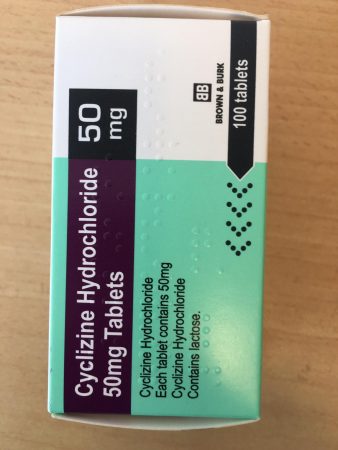 Cyclizine Hydrochloride
50mg Tablets
50
mg
Cyclizine Hydrochloride
Each tablet contains 50mg
Cyclizine Hydrochloride
Contains lactose.
BB
BROWN & BURK
100 tablets